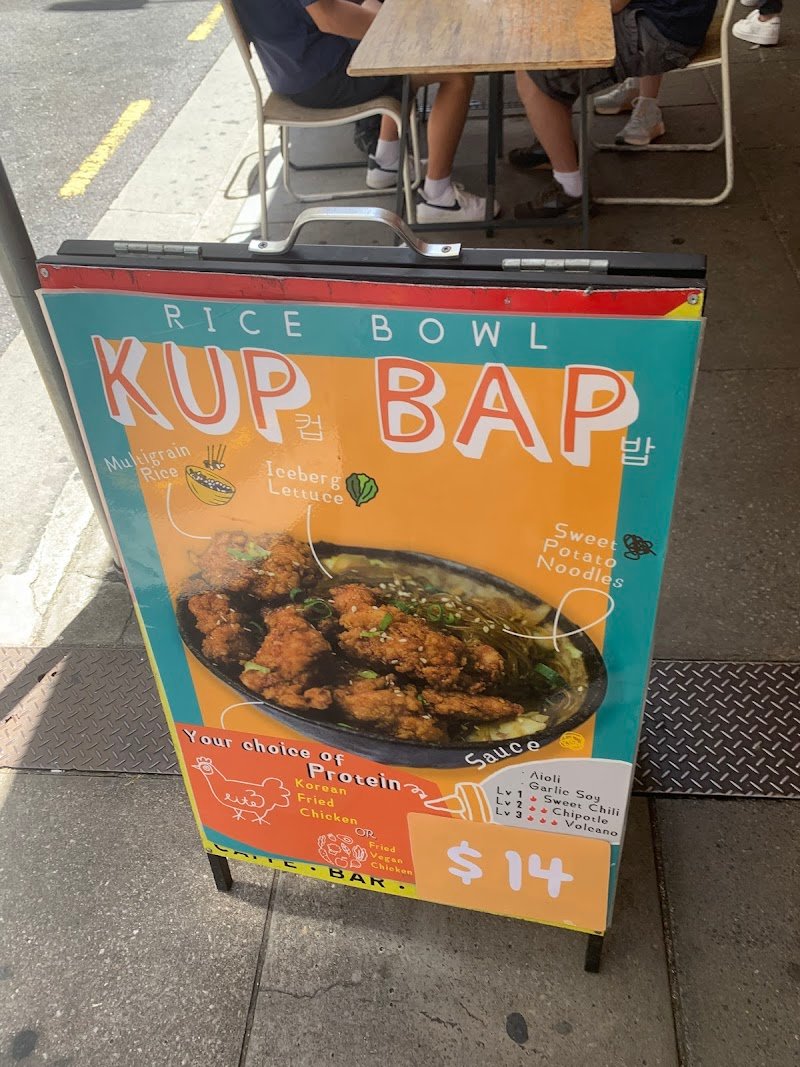 RICE BOWL
KUP 컵 BAP 밥
Multigrain
Rice
Iceberg
Lettuce
Sweet
Potato
Noodles
Your choice of
Protein
Korean
Fried
Chicken
OR
Fried
Vegan
Chicken
Sauce
Aioli
Garlic Soy
Lv 1 Sweet Chili
Lv 2 Chipotle
Lv 3 Volcano
$14
BAR